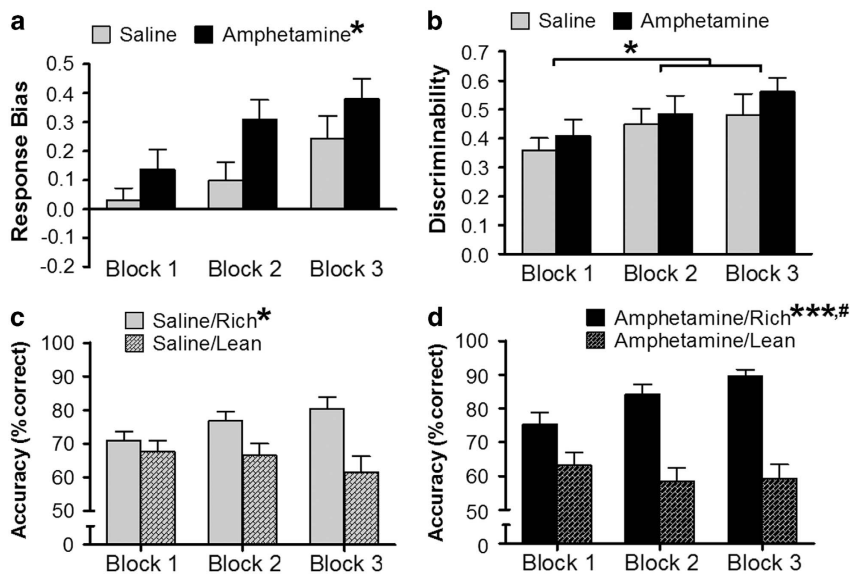 a
Saline Amphetamine*
Response Bias
0.5
0.4
0.3
0.2
0.1
0.0
-0.1
-0.2
Block 1 Block 2 Block 3
b
Saline Amphetamine
*
Discriminability
0.7
0.6
0.5
0.4
0.3
0.2
0.1
0.0
Block 1 Block 2 Block 3
c
Saline/Rich*
Saline/Lean
Accuracy (%correct)
100
90
80
70
60
50
0
Block 1 Block 2 Block 3
d
Amphetamine/Rich***,#
Amphetamine/Lean
Accuracy (%correct)
100
90
80
70
60
50
0
Block 1 Block 2 Block 3